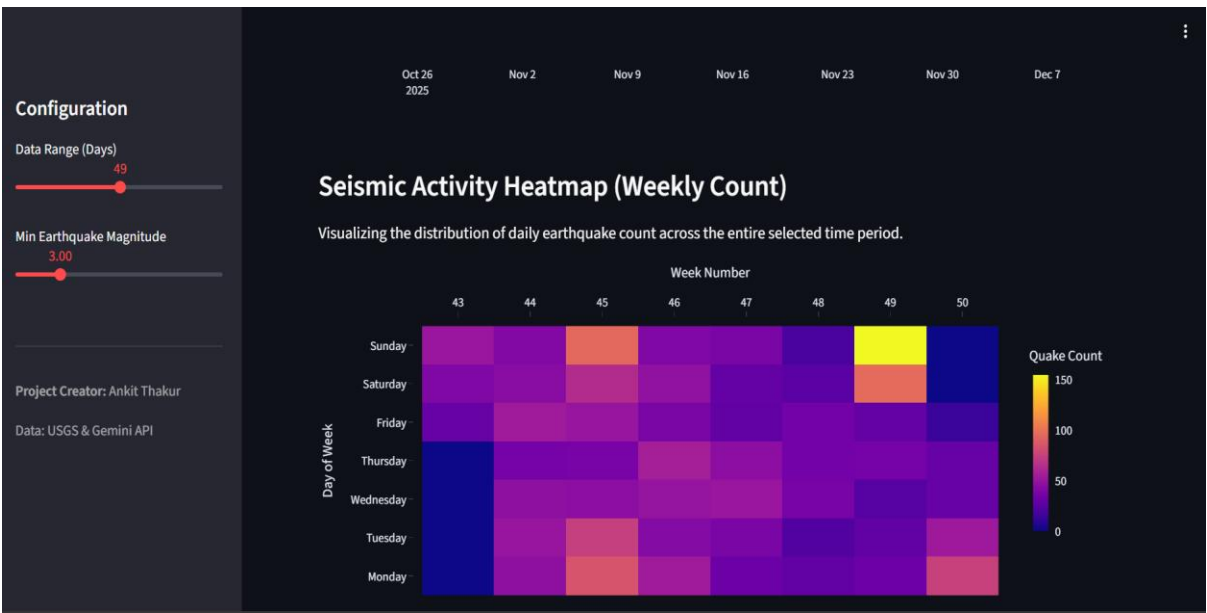 Configuration
Data Range (Days)
49
Min Earthquake Magnitude
3.00
Project Creator: Ankit Thakur
Data: USGS & Gemini API
Oct 26 Nov 2 Nov 9 Nov 16 Nov 23 Nov 30 Dec 7
2025
Seismic Activity Heatmap (Weekly Count)
Visualizing the distribution of daily earthquake count across the entire selected time period.
Week Number
43 44 45 46 47 48 49 50
Day of Week
Sunday
Saturday
Friday
Thursday
Wednesday
Tuesday
Monday
Quake Count
150
100
50
0